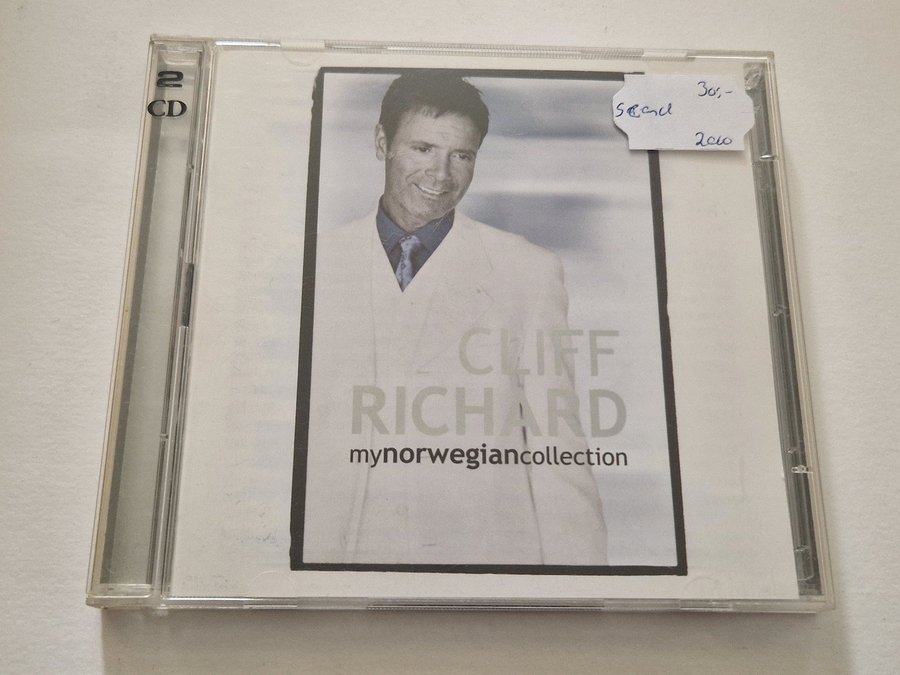 2
CD
30,-
2000
CLIFF
RICHARD
mynorwegiancollection